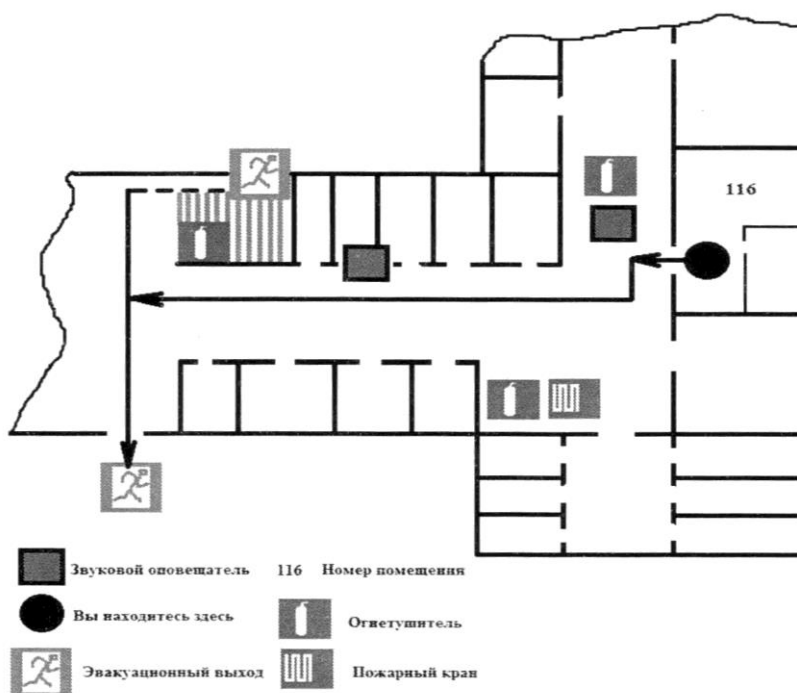 116
Звуковой оповещатель 116 Номер помещения
Вы находитесь здесь Огнетушитель
Эвакуационный выход Пожарный кран